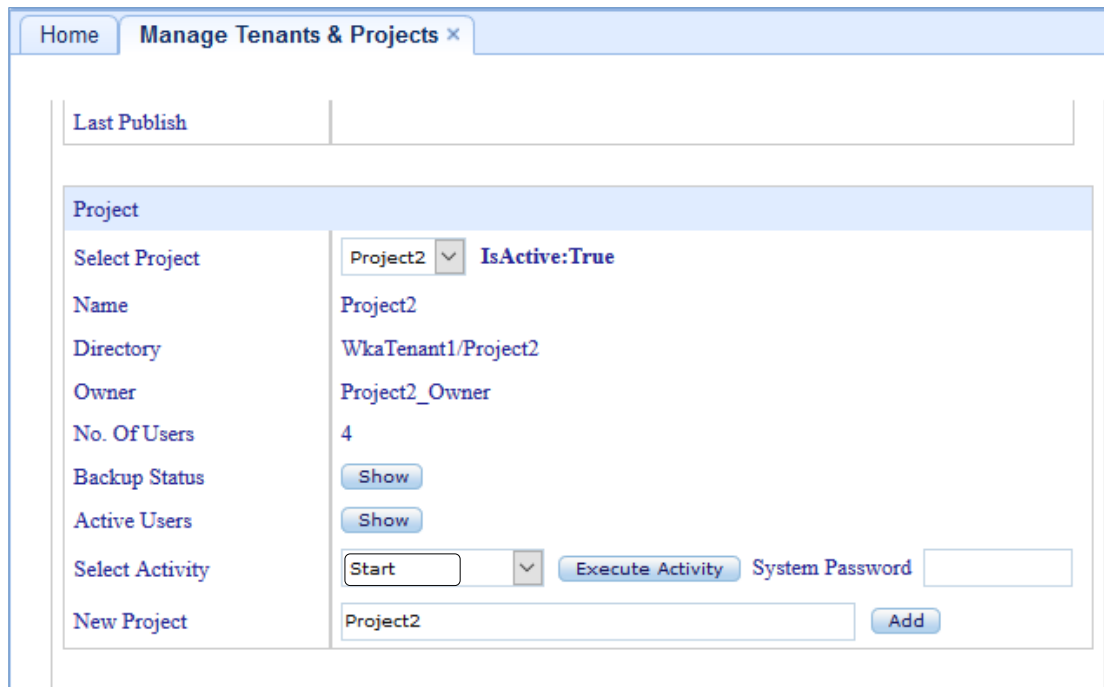 Home Manage Tenants & Projects ×
Last Publish
Project
Select Project Project2 IsActive:True
Name Project2
Directory WkaTenant1/Project2
Owner Project2_Owner
No. Of Users 4
Backup Status Show
Active Users Show
Select Activity Start Execute Activity System Password
New Project Project2 Add